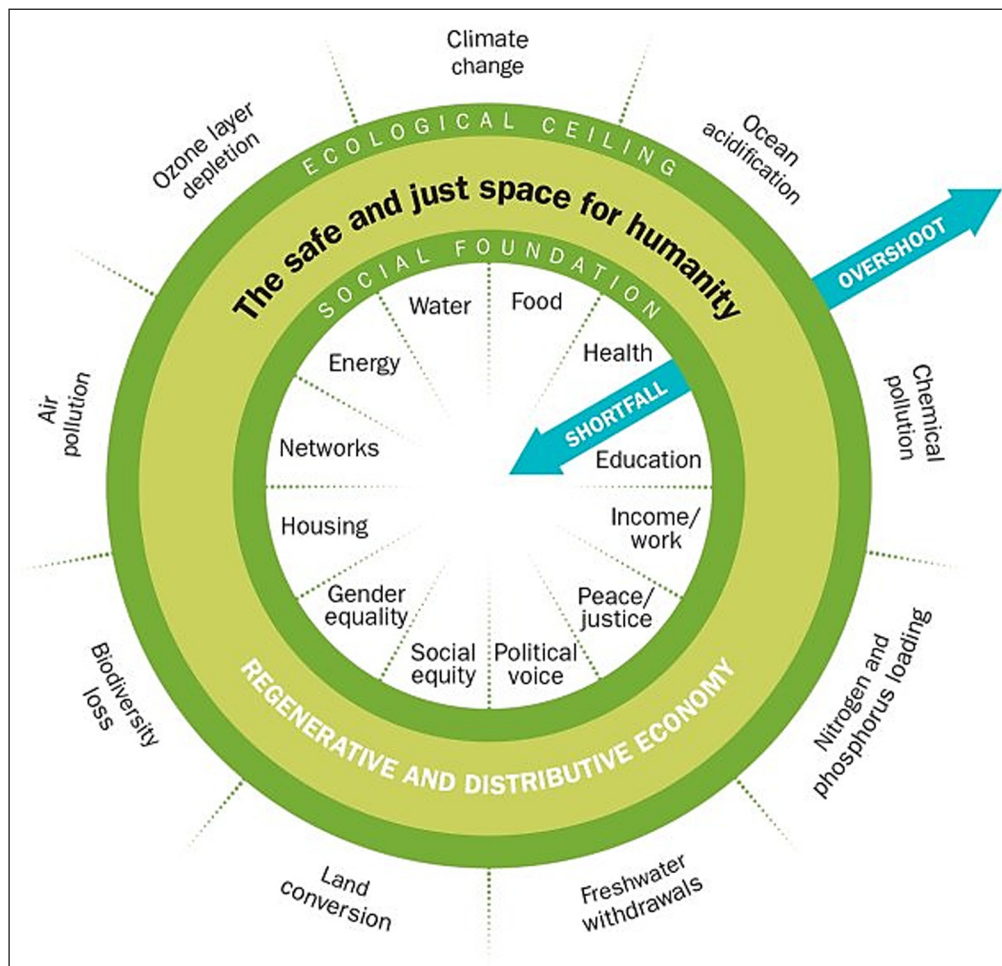 Climate
change
Ocean
acidification
Chemical
pollution
Nitrogen and
phosphorus loading
Freshwater
withdrawals
Land
conversion
Biodiversity
loss
Air
pollution
Ozone layer
depletion
ECOLOGICAL CEILING
The safe and just space for humanity
SOCIAL FOUNDATION
OVERSHOOT
SHORTFALL
Water
Food
Health
Education
Income/
work
Peace/
justice
Political
voice
Social
equity
Gender
equality
Housing
Networks
Energy
REGENERATIVE AND DISTRIBUTIVE ECONOMY